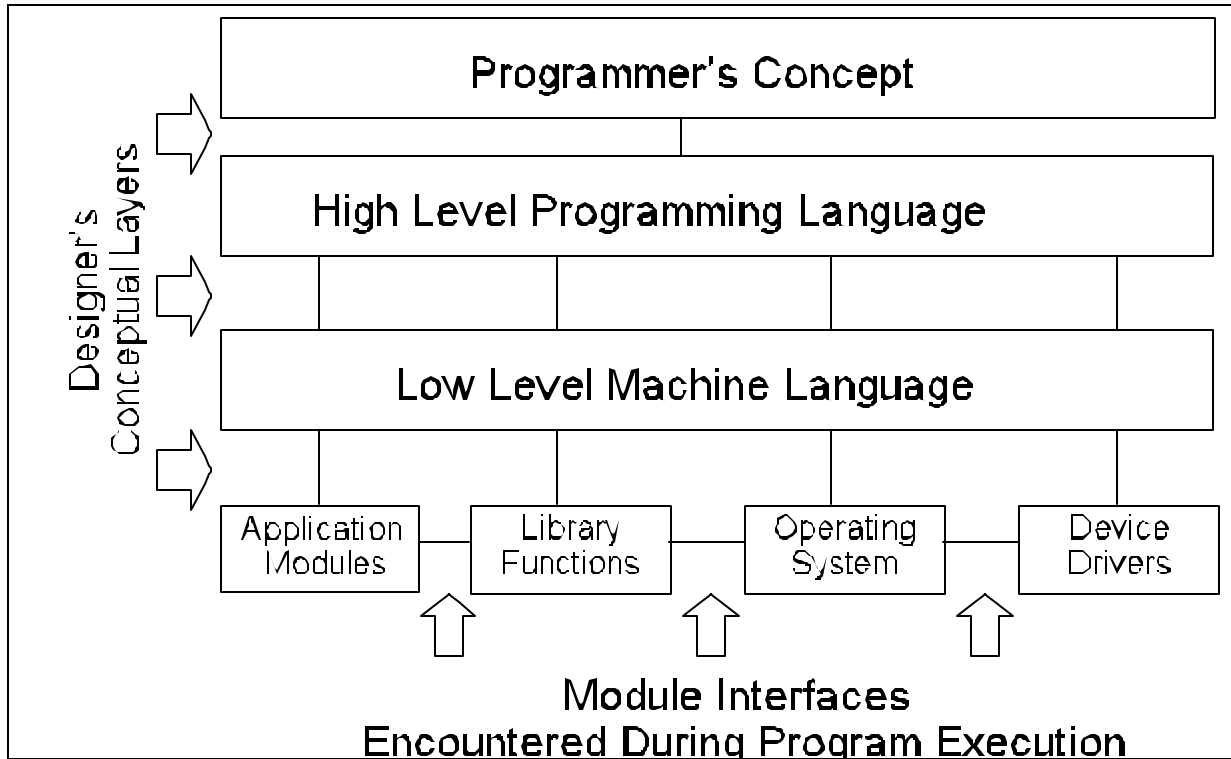 Programmer's Concept
High Level Programming Language
Low Level Machine Language
Designer's
Conceptual Layers
Application
Modules
Library
Functions
Operating
System
Device
Drivers
Module Interfaces
Encountered During Program Execution